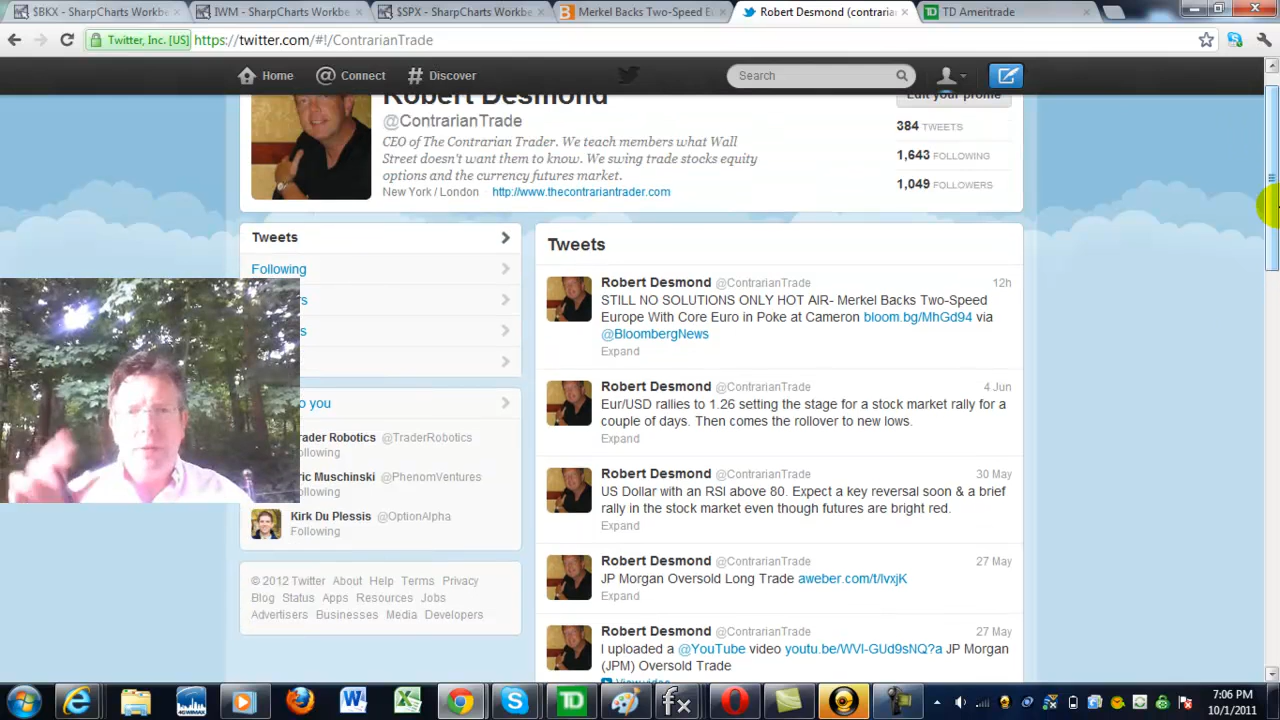 $BKX - SharpCharts Workbe
IWM - SharpCharts Workbe
$SPX - SharpCharts Workbe
Merkel Backs Two-Speed E
Robert Desmond (contraria
TD Ameritrade
Twitter, Inc. [US]
https://twitter.com/#!/ContrarianTrade
Home
Connect
Discover
Search
Robert Desmond
@ContrarianTrade
CEO of The Contrarian Trader. We teach members what Wall
Street doesn't want them to know. We swing trade stocks equity
options and the currency futures market.
New York / London http://www.thecontrariantrader.com
Edit your profile
384 TWEETS
1,643 FOLLOWING
1,049 FOLLOWERS
Tweets
Following
rs
s
o you
rader Robotics @TraderRobotics
ollowing
ric Muschinski @PhenomVentures
ollowing
Kirk Du Plessis @OptionAlpha
Following
© 2012 Twitter About Help Terms Privacy
Blog Status Apps Resources Jobs
Advertisers Businesses Media Developers
Tweets
Robert Desmond @ContrarianTrade 12h
STILL NO SOLUTIONS ONLY HOT AIR- Merkel Backs Two-Speed
Europe With Core Euro in Poke at Cameron bloom.bg/MhGd94 via
@BloombergNews
Expand
Robert Desmond @ContrarianTrade 4 Jun
Eur/USD rallies to 1.26 setting the stage for a stock market rally for a
couple of days. Then comes the rollover to new lows.
Expand
Robert Desmond @ContrarianTrade 30 May
US Dollar with an RSI above 80. Expect a key reversal soon & a brief
rally in the stock market even though futures are bright red.
Expand
Robert Desmond @ContrarianTrade 27 May
JP Morgan Oversold Long Trade aweber.com/t/IvxjK
Expand
Robert Desmond @ContrarianTrade 27 May
I uploaded a @YouTube video youtu.be/WVI-GUd9sNQ?a JP Morgan
(JPM) Oversold Trade
View video
7:06 PM
10/1/2011